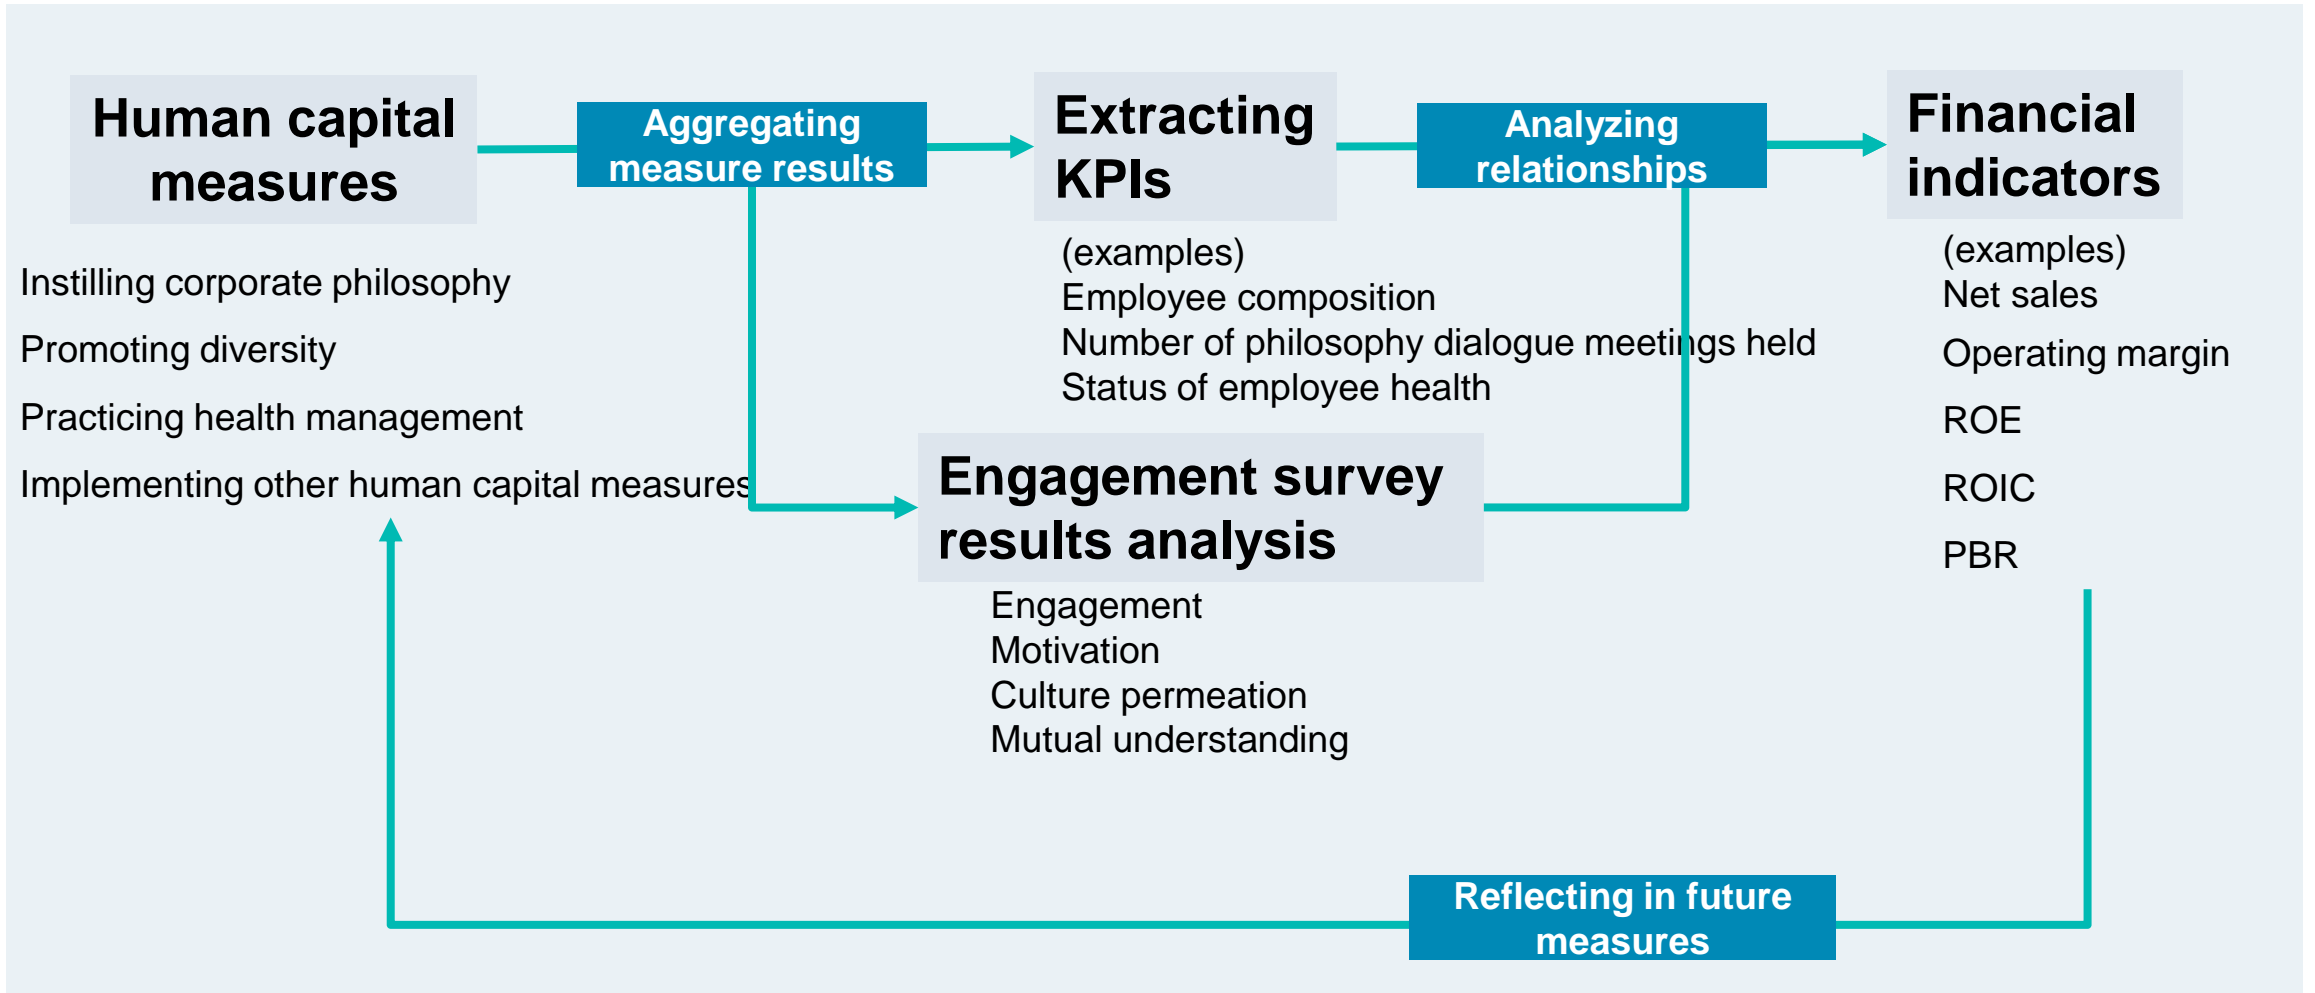 Human capital
measures
Instilling corporate philosophy
Promoting diversity
Practicing health management
Implementing other human capital measures
Aggregating
measure results
Extracting
KPIs
(examples)
Employee composition
Number of philosophy dialogue meetings held
Status of employee health
Engagement survey
results analysis
Engagement
Motivation
Culture permeation
Mutual understanding
Analyzing
relationships
Financial
indicators
(examples)
Net sales
Operating margin
ROE
ROIC
PBR
Reflecting in future
measures